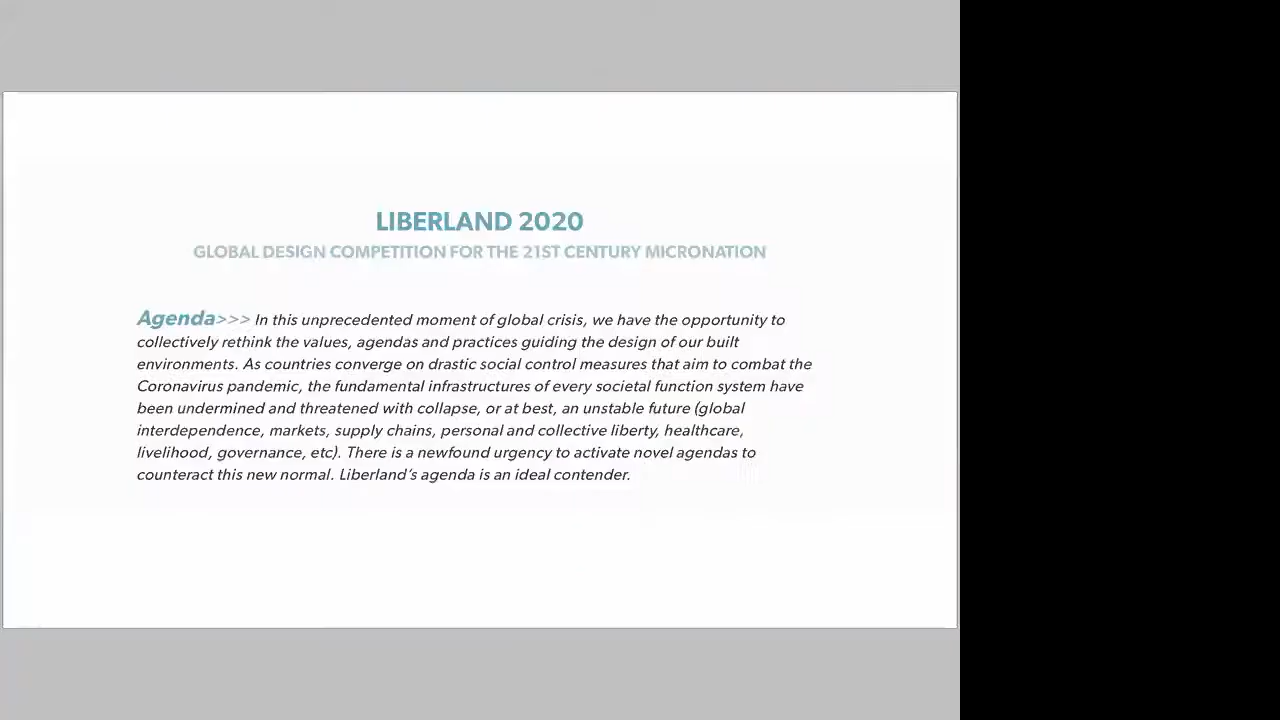 LIBERLAND 2020
GLOBAL DESIGN COMPETITION FOR THE 21ST CENTURY MICRONATION
Agenda>>> In this unprecedented moment of global crisis, we have the opportunity to
collectively rethink the values, agendas and practices guiding the design of our built
environments. As countries converge on drastic social control measures that aim to combat the
Coronavirus pandemic, the fundamental infrastructures of every societal function system have
been undermined and threatened with collapse, or at best, an unstable future (global
interdependence, markets, supply chains, personal and collective liberty, healthcare,
livelihood, governance, etc). There is a newfound urgency to activate novel agendas to
counteract this new normal. Liberland’s agenda is an ideal contender.